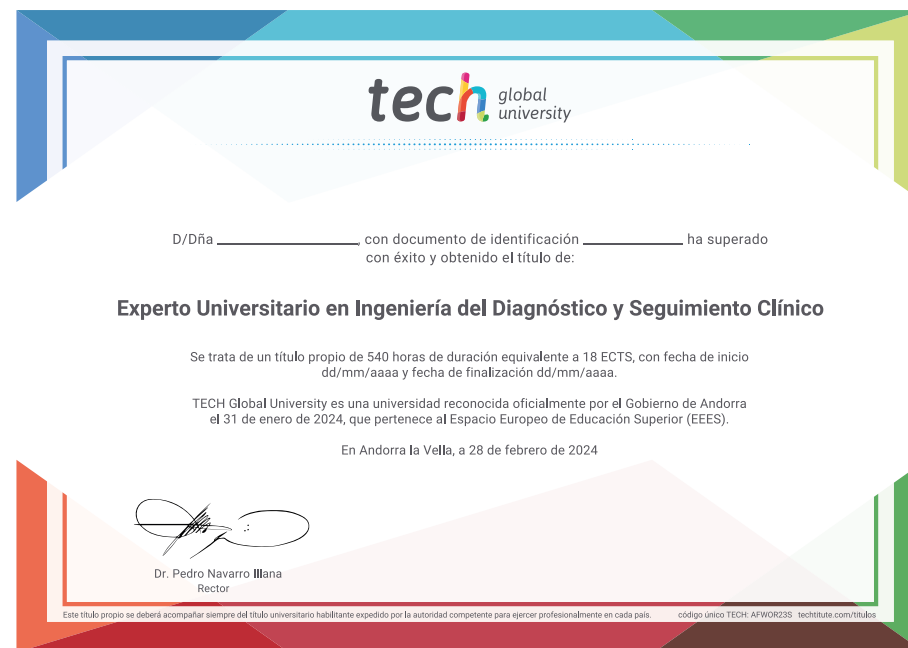 tech global
university
D/Dña ____________, con documento de identificación ____________ ha superado
con éxito y obtenido el título de:
Experto Universitario en Ingeniería del Diagnóstico y Seguimiento Clínico
Se trata de un título propio de 540 horas de duración equivalente a 18 ECTS, con fecha de inicio
dd/mm/aaaa y fecha de finalización dd/mm/aaaa.
TECH Global University es una universidad reconocida oficialmente por el Gobierno de Andorra
el 31 de enero de 2024, que pertenece al Espacio Europeo de Educación Superior (EEES).
En Andorra la Vella, a 28 de febrero de 2024
Dr. Pedro Navarro Illana
Rector
Este título propio se deberá acompañar siempre del título universitario habilitante expedido por la autoridad competente para ejercer profesionalmente en cada país. código único TECH: AFWOR23S techtitute.com/titulos